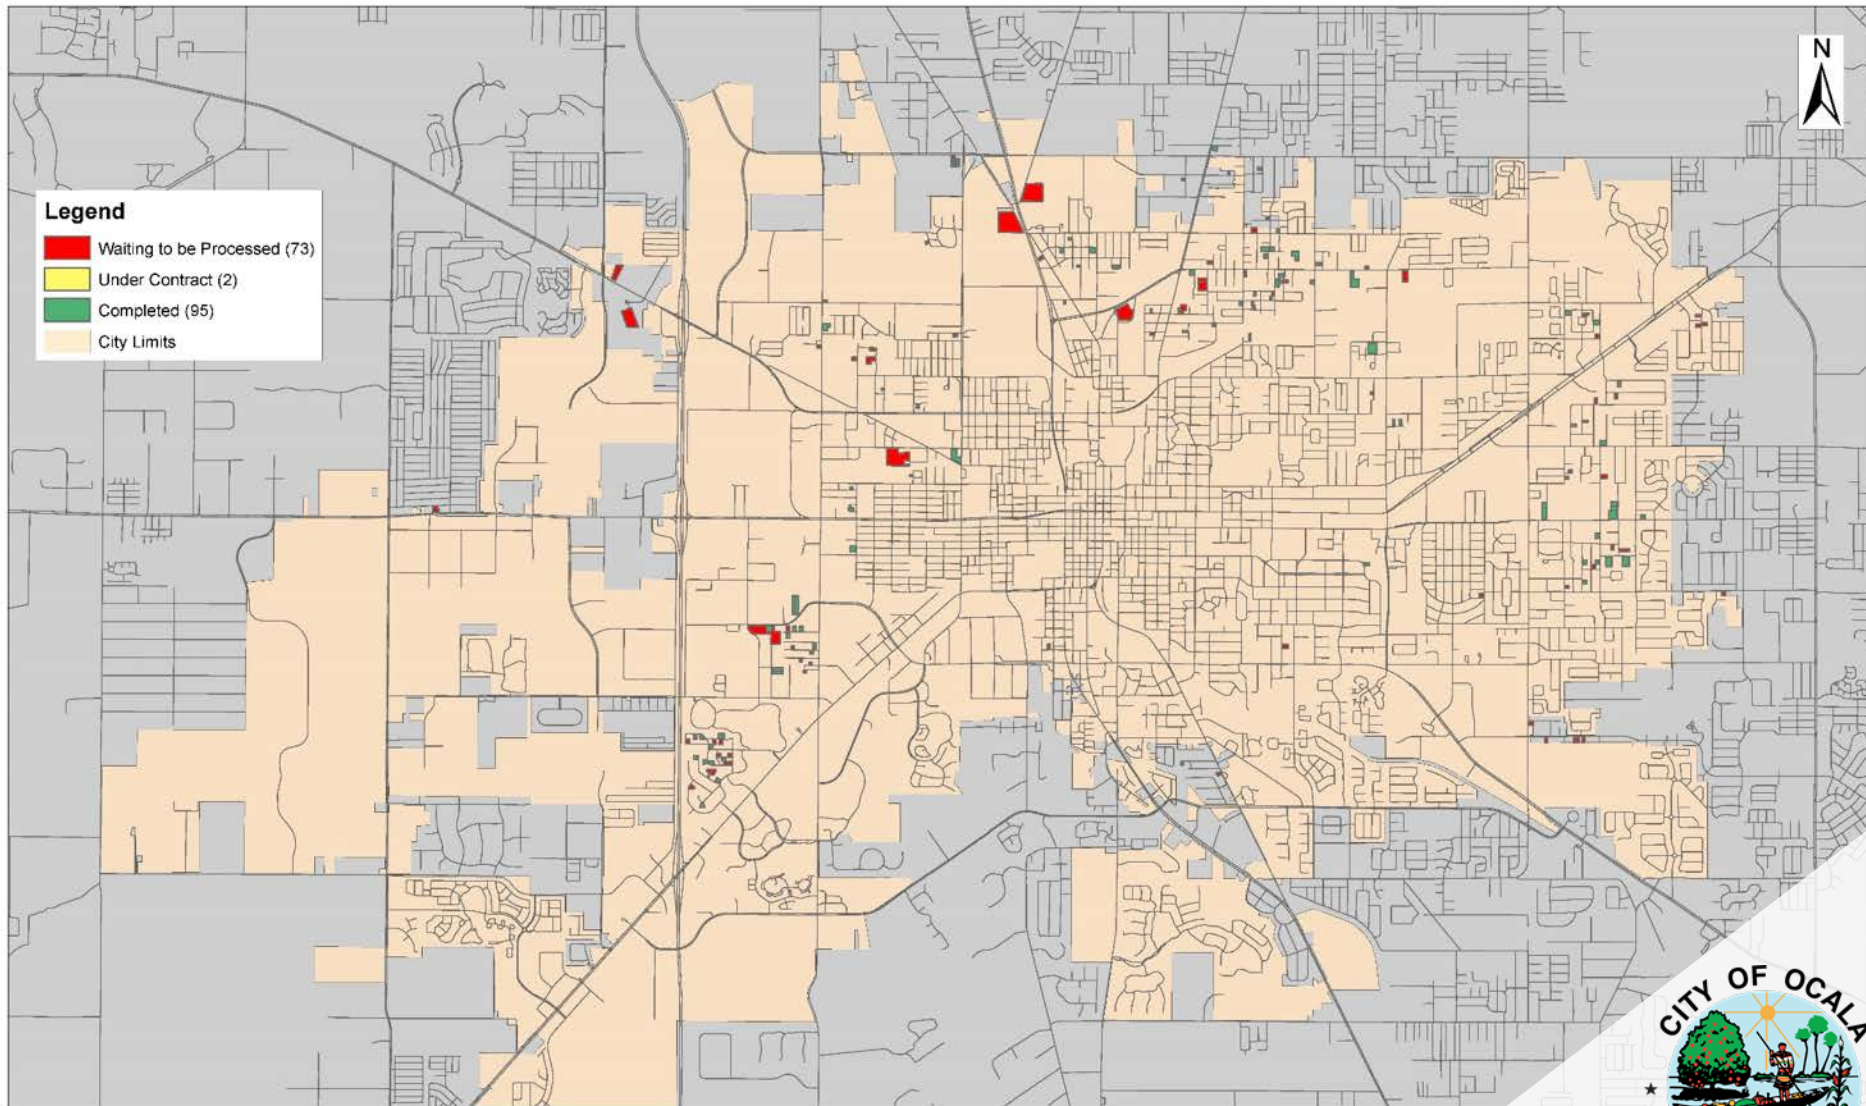 N
Legend
Waiting to be Processed (73)
Under Contract (2)
Completed (95)
City Limits
CITY OF OCALA